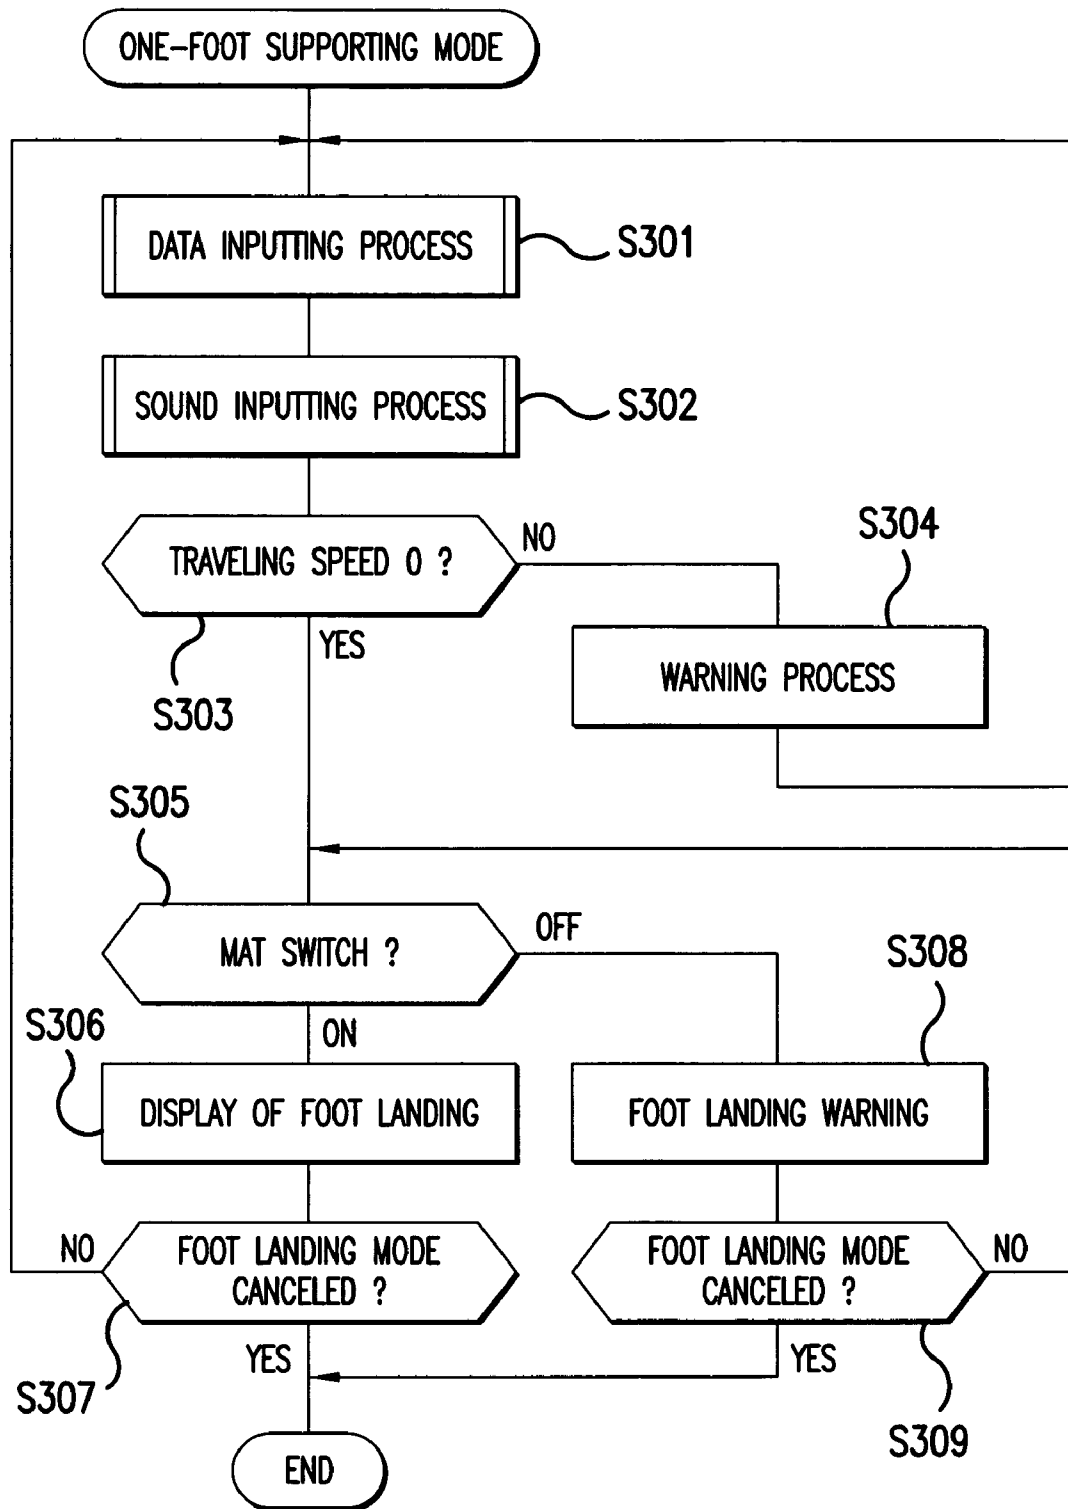 ONE-FOOT SUPPORTING MODE
DATA INPUTTING PROCESS
S301
SOUND INPUTTING PROCESS
S302
TRAVELING SPEED 0 ?
NO
YES
S303
S304
WARNING PROCESS
S305
MAT SWITCH ?
OFF
ON
S306
DISPLAY OF FOOT LANDING
S308
FOOT LANDING WARNING
NO
FOOT LANDING MODE
CANCELED ?
YES
S307
FOOT LANDING MODE
CANCELED ?
NO
YES
S309
END